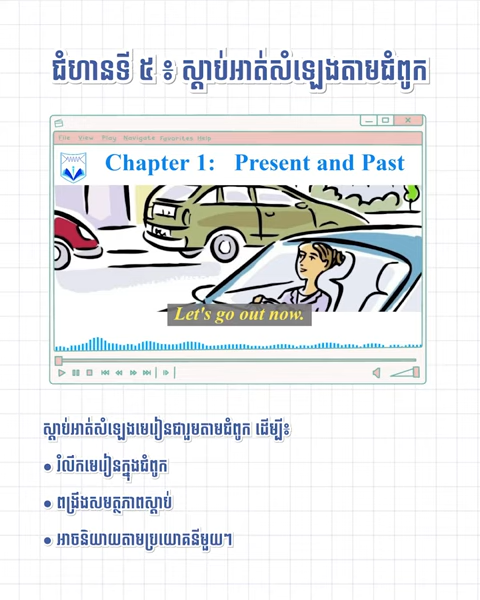 ជំហានទី ៥ ៖ ស្ដាប់អាត់សំឡេងតាមជំពូក
File View Play Navigate Favorites Help
Chapter 1: Present and Past
Let's go out now.
ស្ដាប់អាត់សំឡេងមេរៀនជារួមតាមជំពូក ដើម្បី៖
• រំលឹកមេរៀនក្នុងជំពូក
• ពង្រឹងសមត្ថភាពស្ដាប់
• អាចនិយាយតាមប្រយោគនីមួយៗ